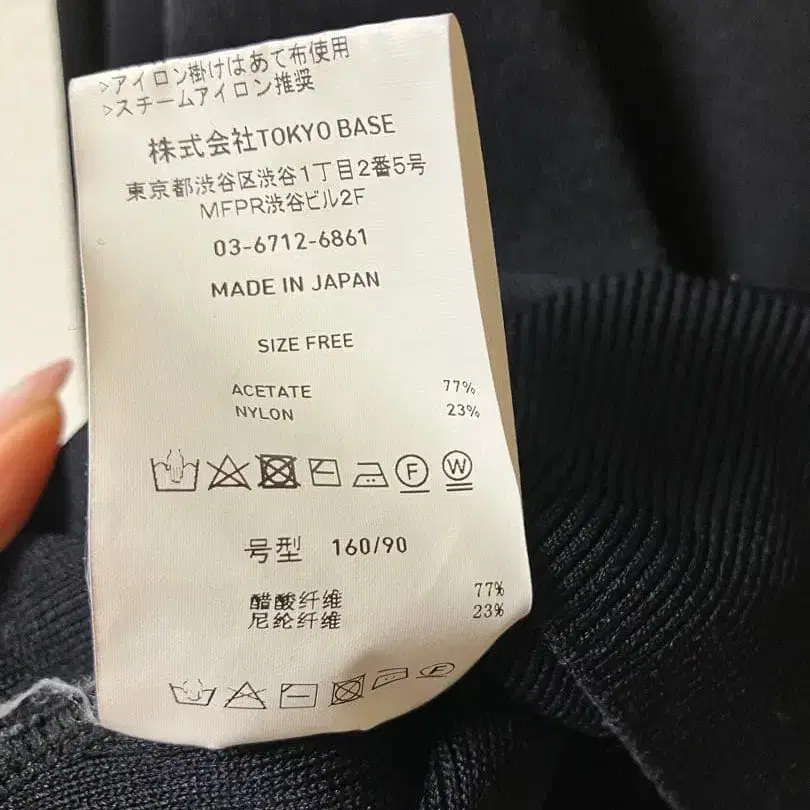 >アイロン掛けはあて布使用
>スチームアイロン推奨
株式会社TOKYO BASE
東京都渋谷区渋谷1丁目2番5号
MFPR渋谷ビル2F
03-6712-6861
MADE IN JAPAN
SIZE FREE
ACETATE 77%
NYLON 23%
F W
号型 160/90
醋酸纤维 77%
尼纶纤维 23%
F